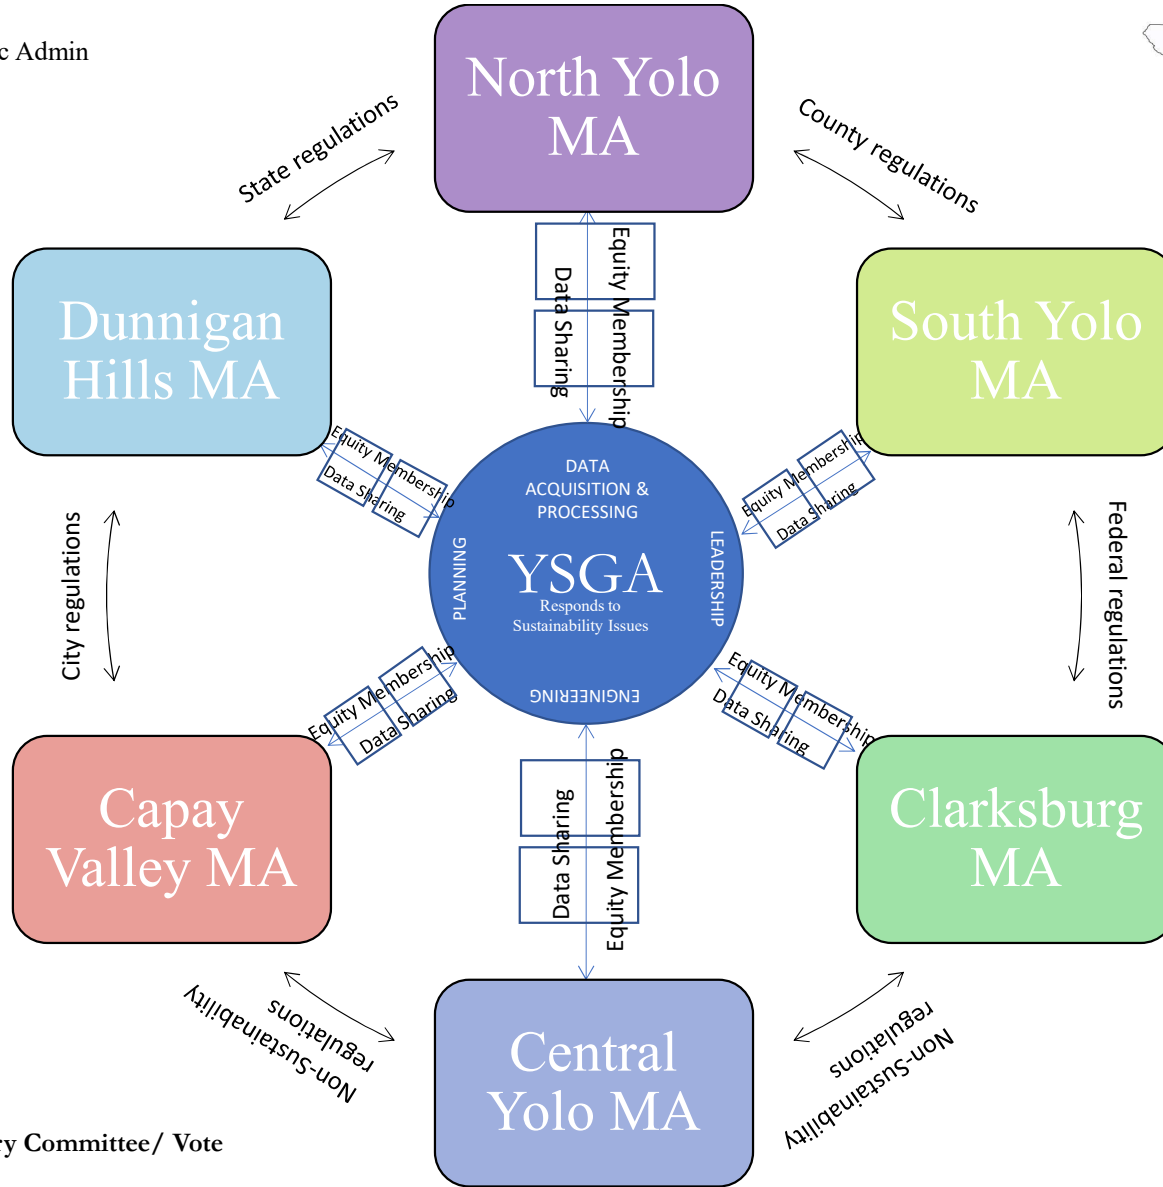 c Admin
North Yolo
MA
State regulations
County regulations
Dunnigan
Hills MA
South Yolo
MA
Equity Membership
Data Sharing
Equity Membership
Data Sharing
Equity Membership
Data Sharing
DATA
ACQUISITION &
PROCESSING
PLANNING
LEADERSHIP
YSGA
Responds to
Sustainability Issues
ENGINEERING
City regulations
Federal regulations
Equity Membership
Data Sharing
Equity Membership
Data Sharing
Capay
Valley MA
Clarksburg
MA
Data Sharing
Equity Membership
Non-Sustainability
regulations
Non-Sustainability
regulations
Central
Yolo MA
ry Committee/ Vote